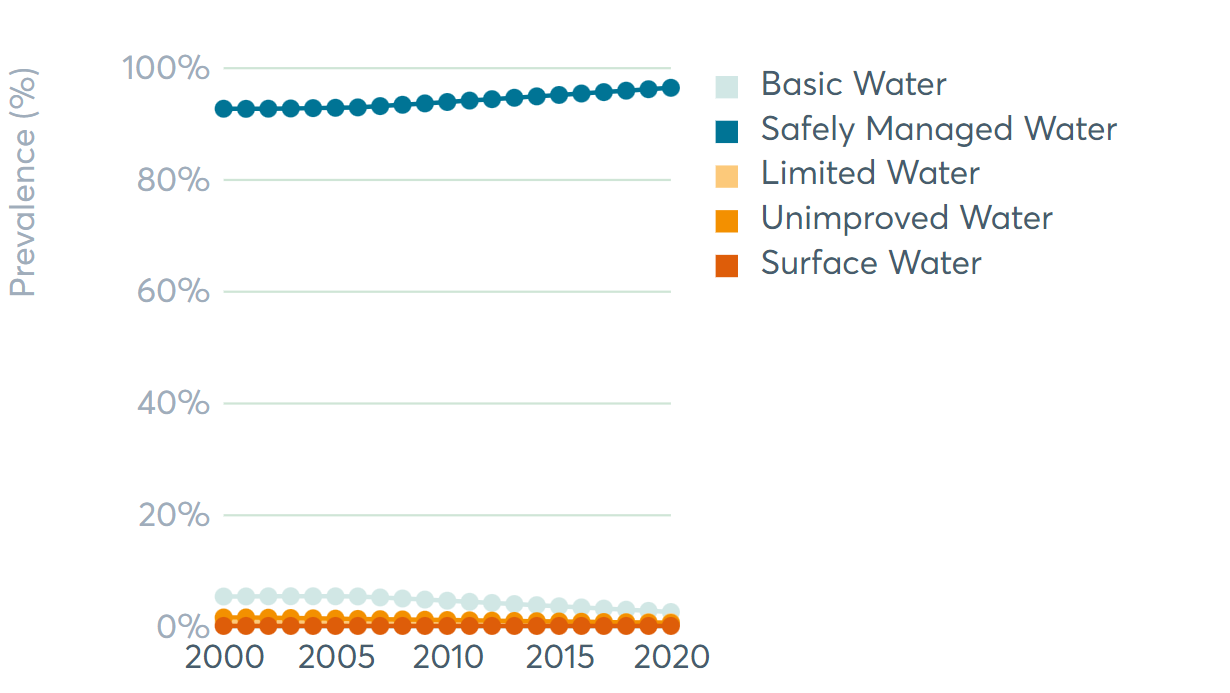 Prevalence (%)
100%
80%
60%
40%
20%
0%
2000 2005 2010 2015 2020
Basic Water
Safely Managed Water
Limited Water
Unimproved Water
Surface Water